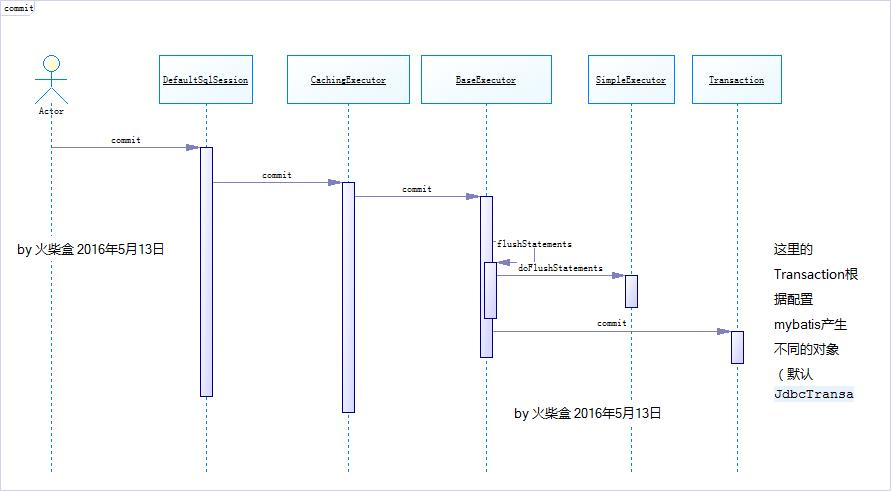 commit
DefaultSqlSession
CachingExecutor
BaseExecutor
SimpleExecutor
Transaction
Actor
commit
commit
commit
flushStatements
doFlushStatements
commit
by 火柴盒 2016年5月13日
这里的
Transaction根
据配置
mybatis产生
不同的对象
（默认
JdbcTransa
by 火柴盒 2016年5月13日